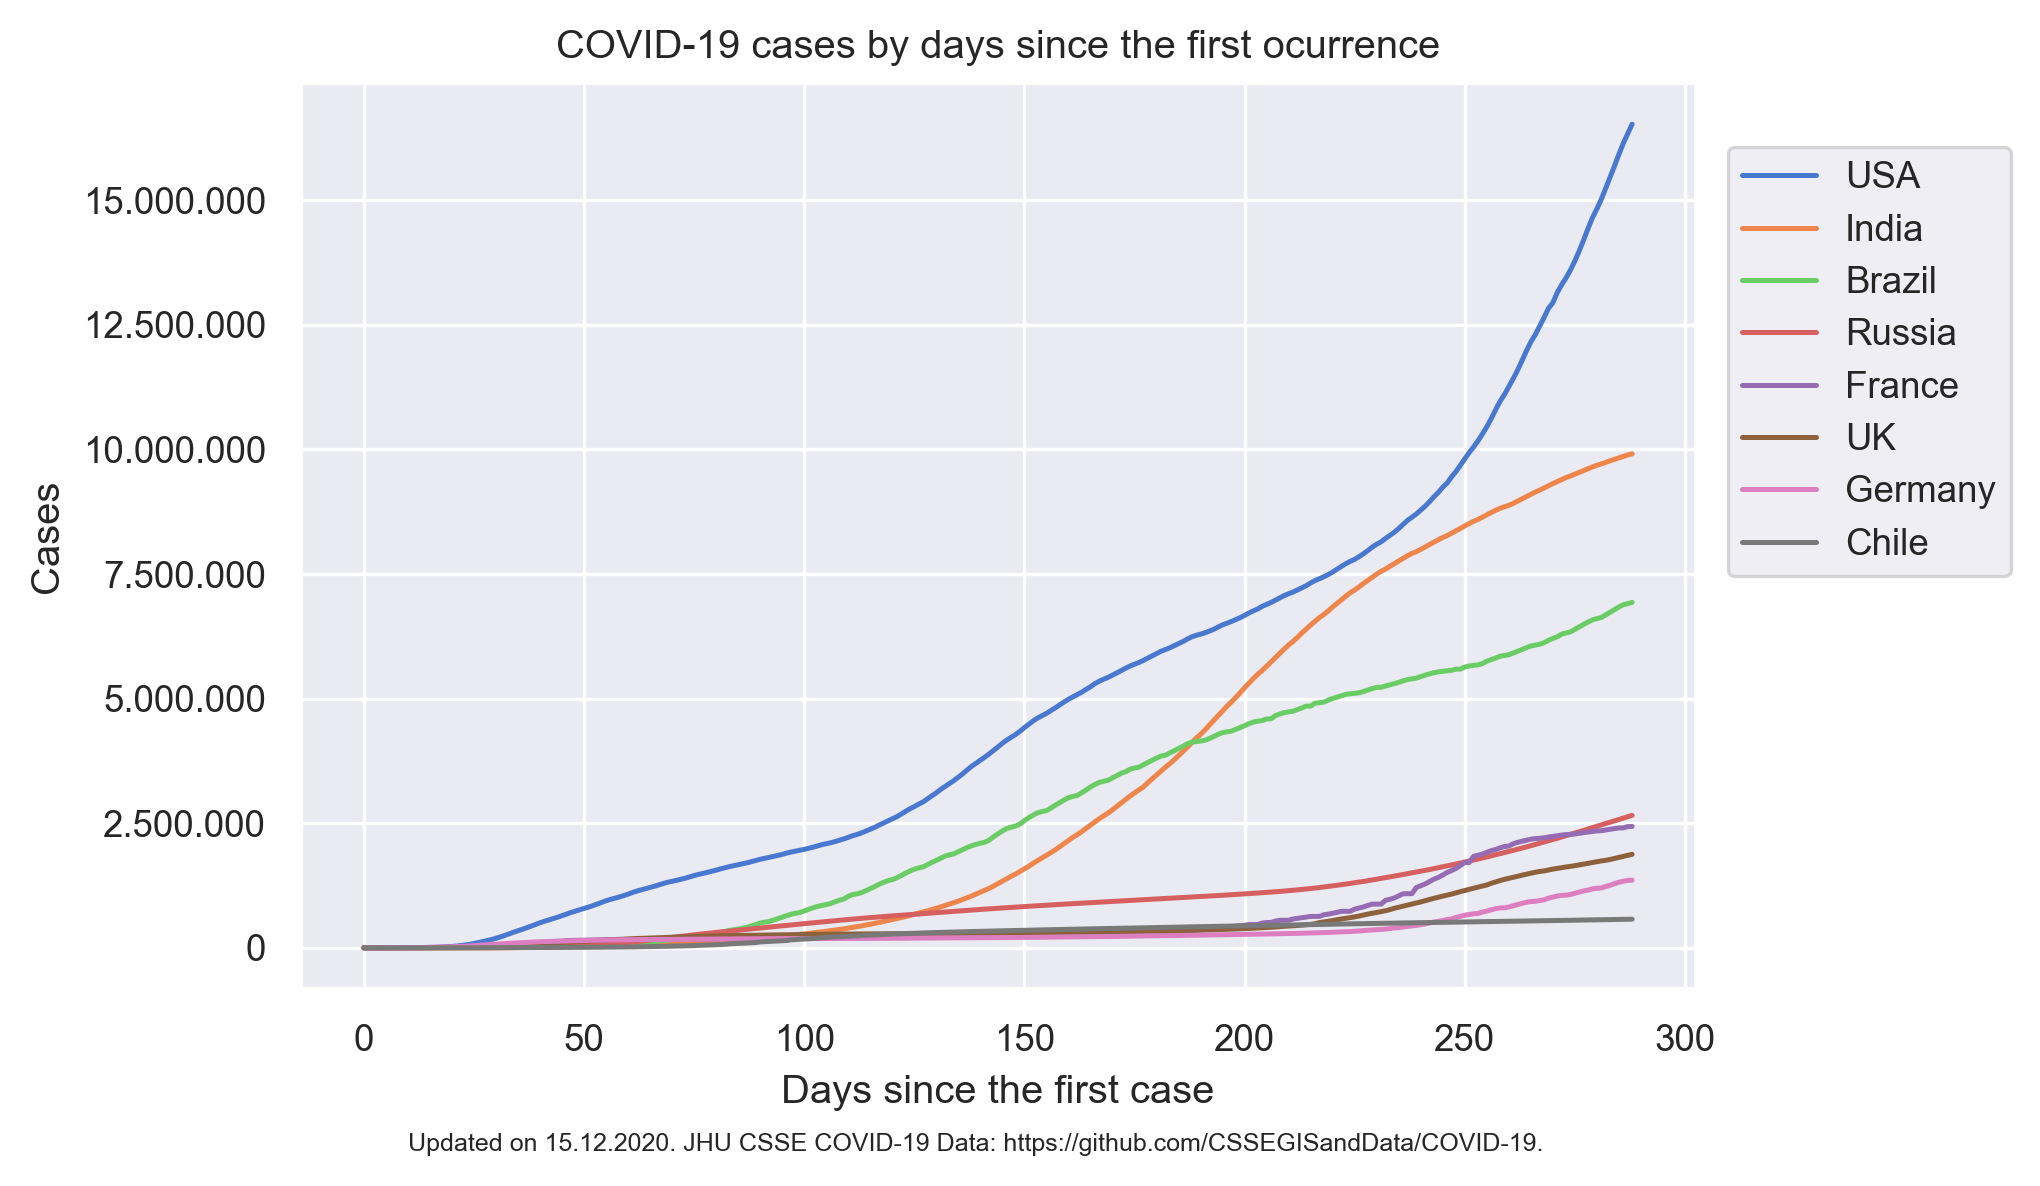 COVID-19 cases by days since the first ocurrence
15.000.000
12.500.000
10.000.000
7.500.000
5.000.000
2.500.000
0
Cases
0 50 100 150 200 250 300
Days since the first case
USA
India
Brazil
Russia
France
UK
Germany
Chile
Updated on 15.12.2020. JHU CSSE COVID-19 Data: https://github.com/CSSEGISandData/COVID-19.